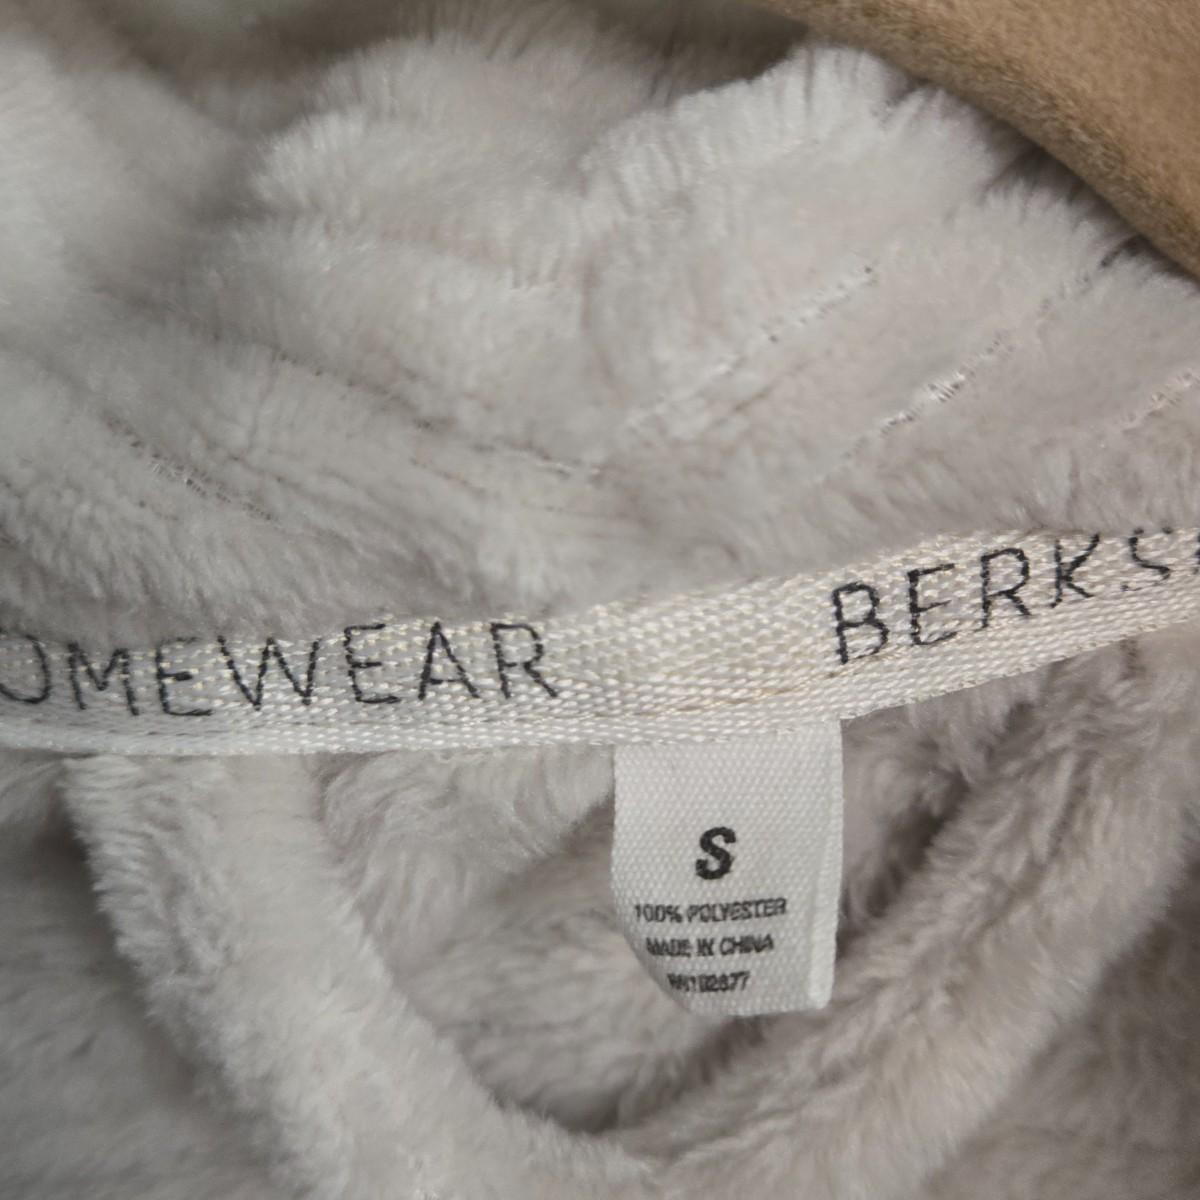 OMEWEAR BERKS
S
100% POLYESTER
MADE IN CHINA